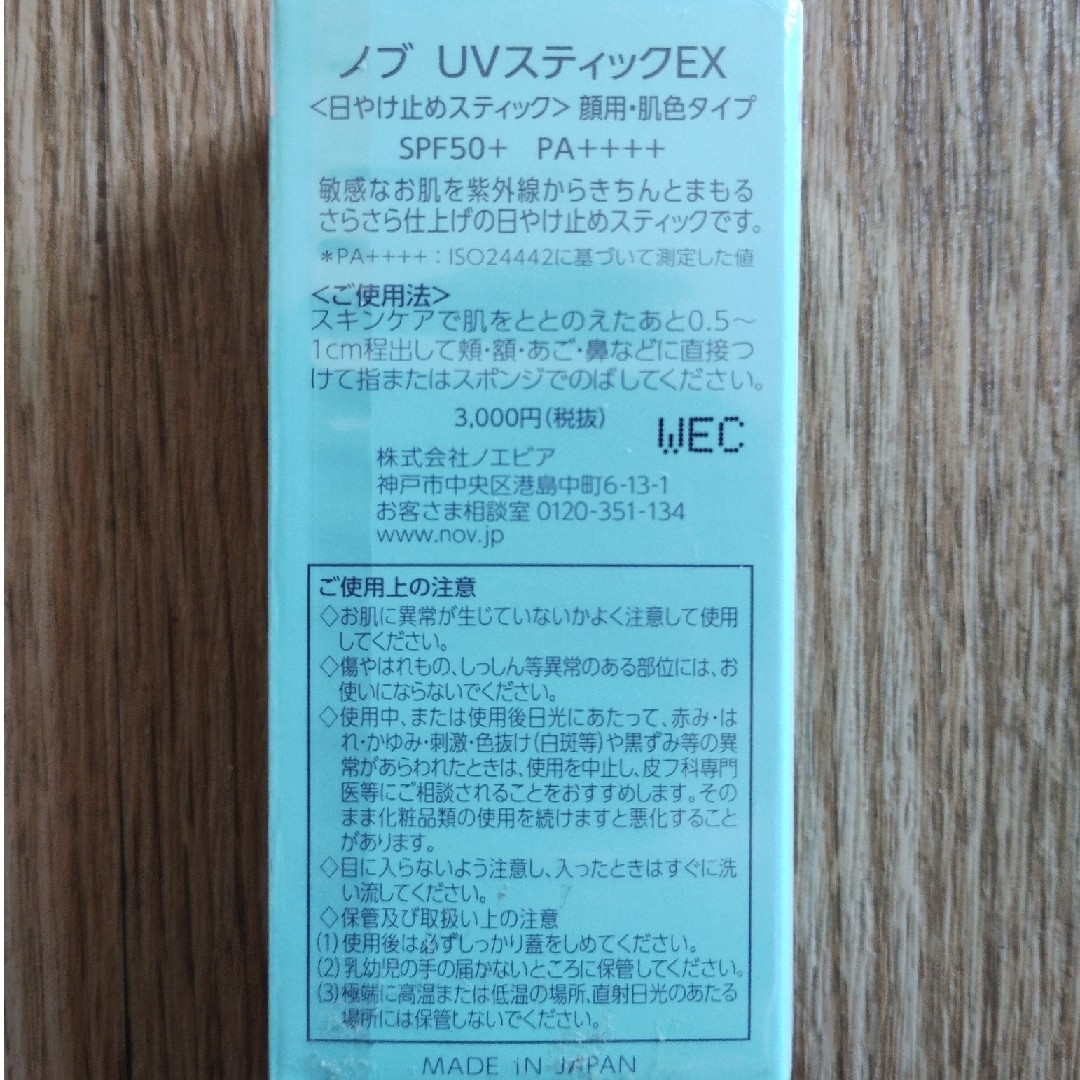 ノブ UVスティックEX
<日やけ止めスティック> 顔用・肌色タイプ
SPF50+ PA++++
敏感なお肌を紫外線からきちんとまもる
さらさら仕上げの日やけ止めスティックです。
*PA++++:ISO24442に基づいて測定した値
<ご使用法>
スキンケアで肌をととのえたあと0.5〜
1cm程出して頬・額・あご・鼻などに直接つ
けて指またはスポンジでのばしてください。
3,000円(税抜)
WEC
株式会社ノエビア
神戸市中央区港島中町6-13-1
お客さま相談室 0120-351-134
www.nov.jp
ご使用上の注意
◇お肌に異常が生じていないかよく注意して使用
してください。
◇傷やはれもの、しっしん等異常のある部位には、お
使いにならないでください。
◇使用中、または使用後日光にあたって、赤み・は
れ・かゆみ・刺激・色抜け(白斑等)や黒ずみ等の異
常があらわれたときは、使用を中止し、皮フ科専門
医等にご相談されることをおすすめします。その
まま化粧品類の使用を続けますと悪化すること
があります。
◇目に入らないよう注意し、入ったときはすぐに洗
い流してください。
◇保管及び取扱い上の注意
(1)使用後は必ずしっかり蓋をしめてください。
(2)乳幼児の手の届かないところに保管してください。
(3)極端に高温または低温の場所、直射日光のあたる
場所には保管しないでください。
MADE IN JAPAN